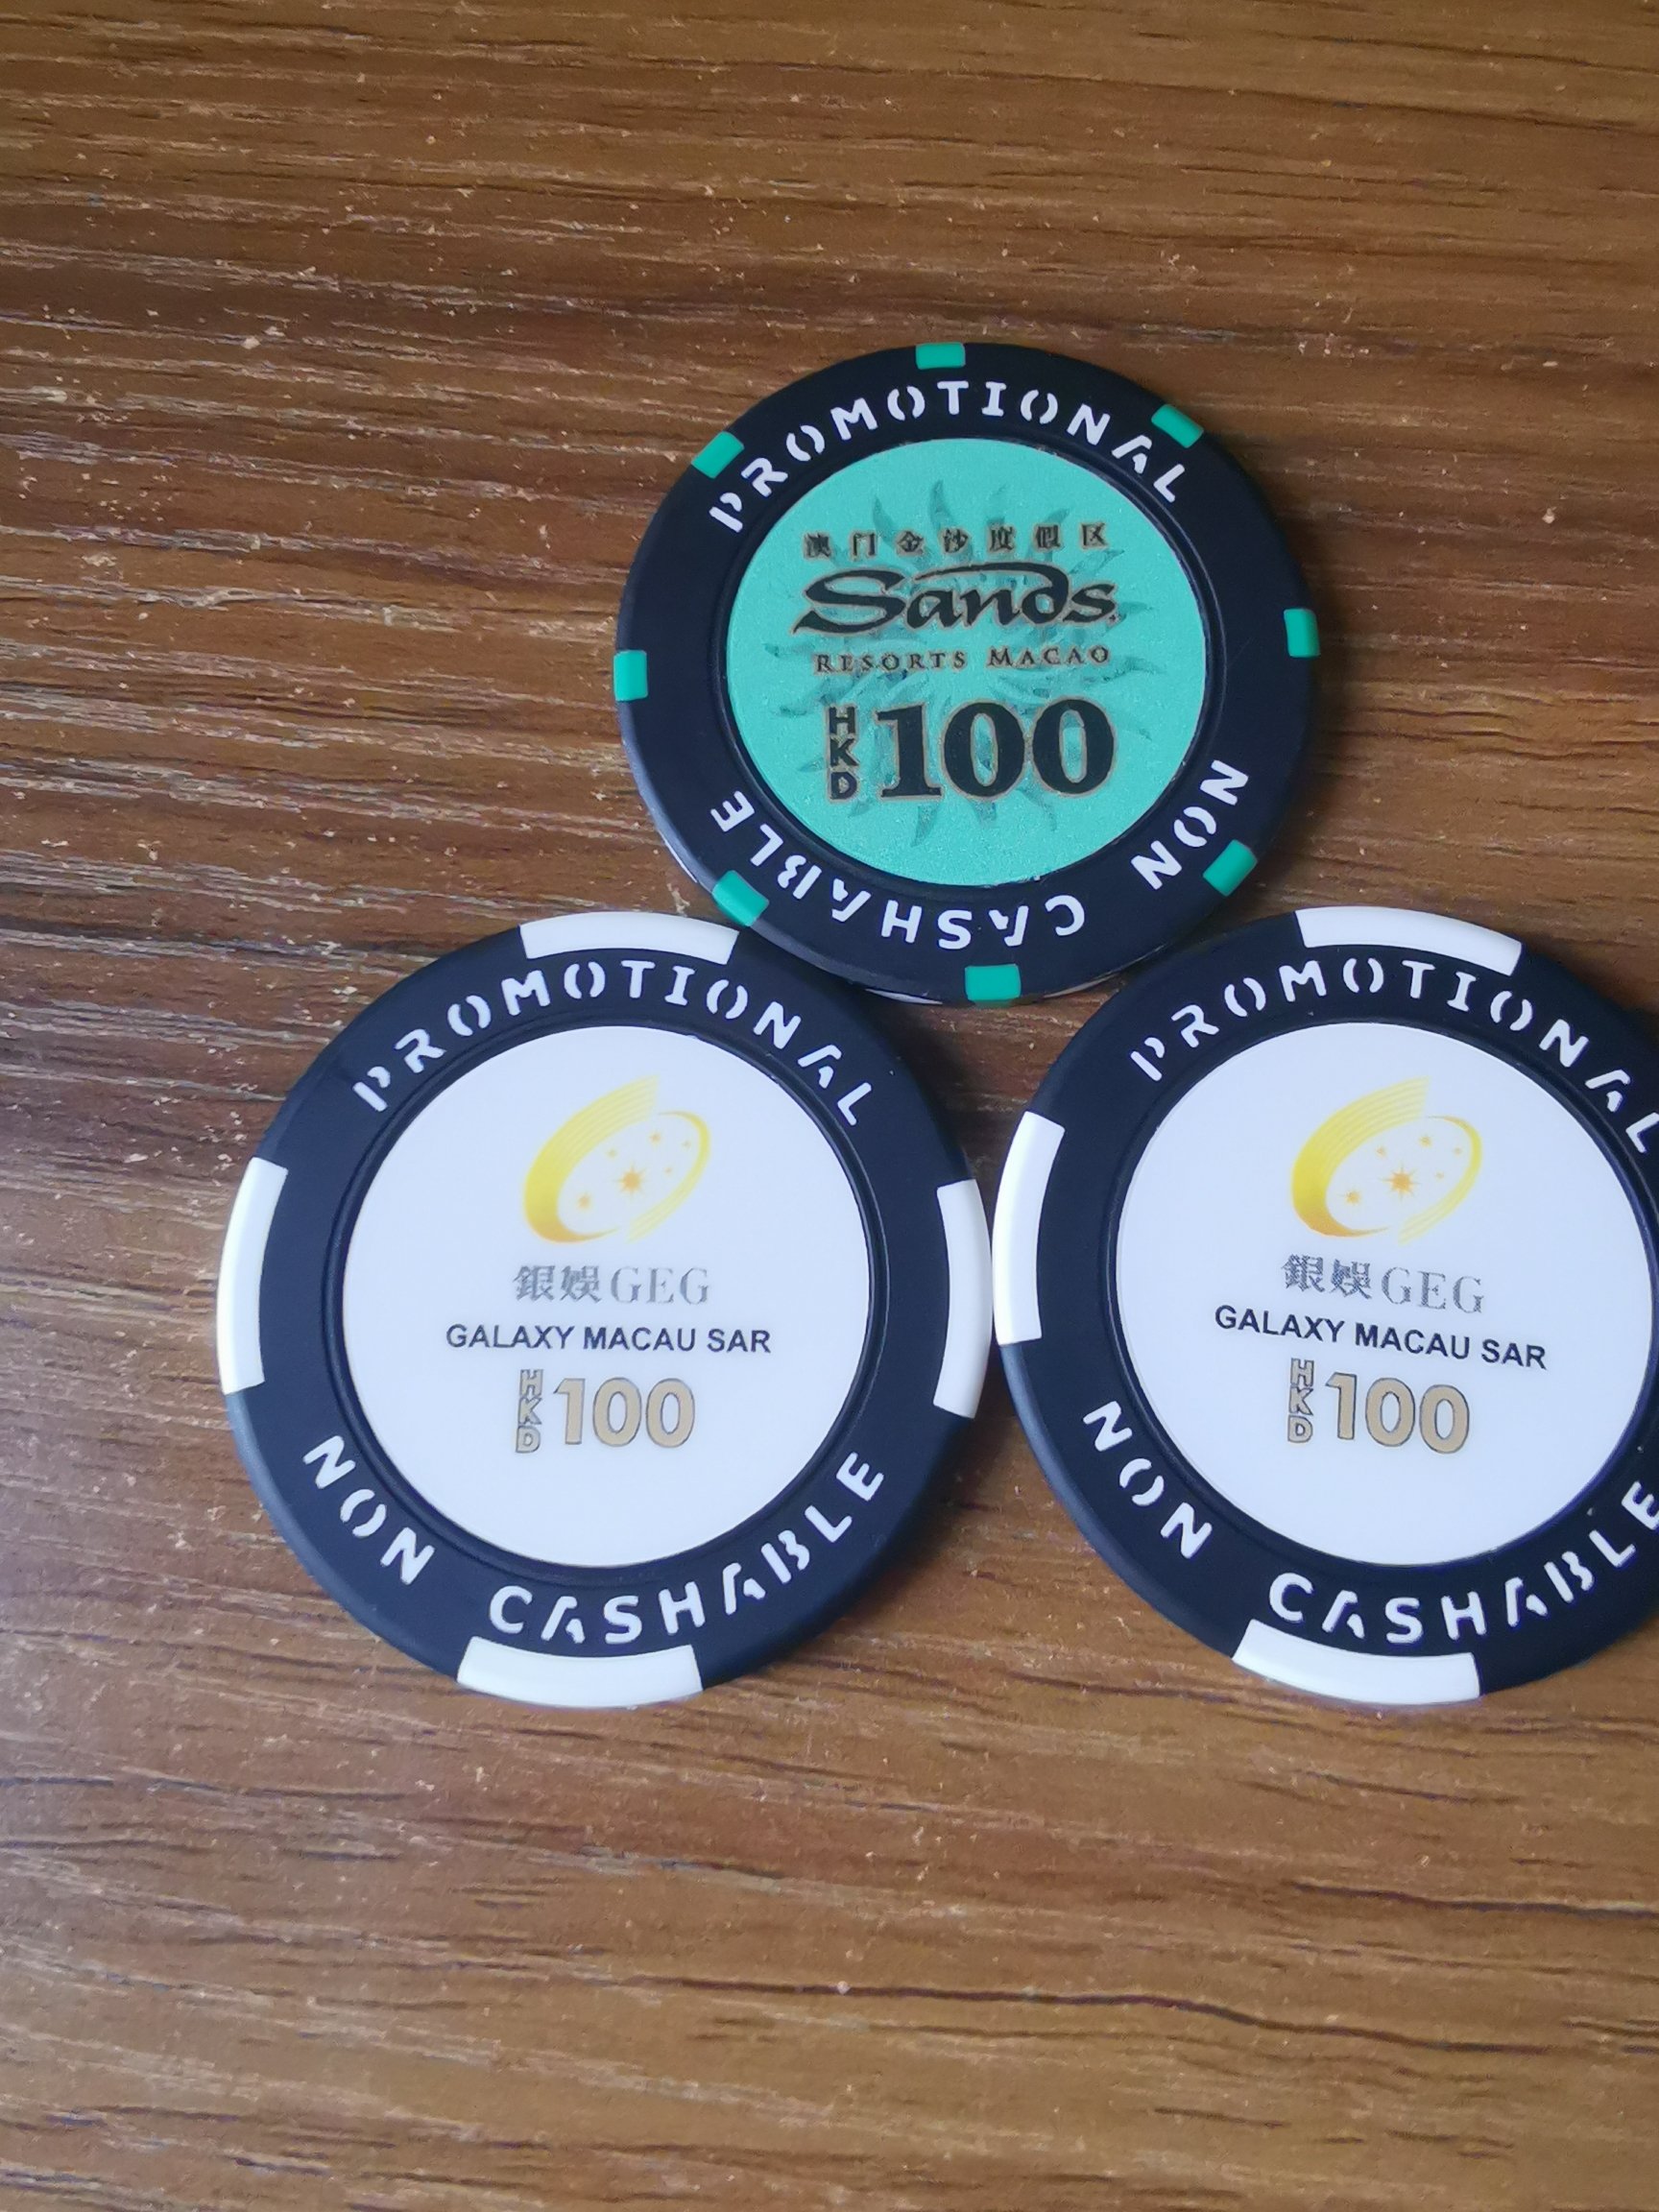 PROMOTIONAL
澳门金沙度假区
Sands
RESORTS MACAO
HKD 100
NON CASHABLE
PROMOTIONAL
銀娛GEG
GALAXY MACAU SAR
HKD 100
NON CASHABLE
PROMOTIONAL
銀娛GEG
GALAXY MACAU SAR
HKD 100
NON CASHABLE